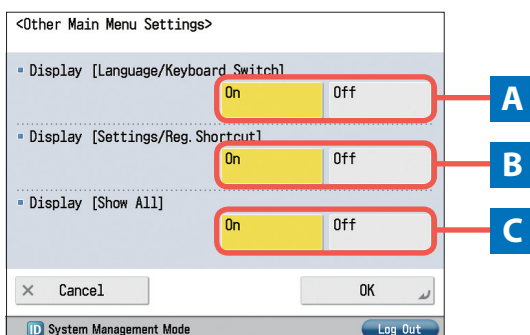 <Other Main Menu Settings>
Display [Language/Keyboard Switch]
On Off
A
Display [Settings/Reg. Shortcut]
On Off
B
Display [Show All]
On Off
C
× Cancel OK
ID System Management Mode Log Out